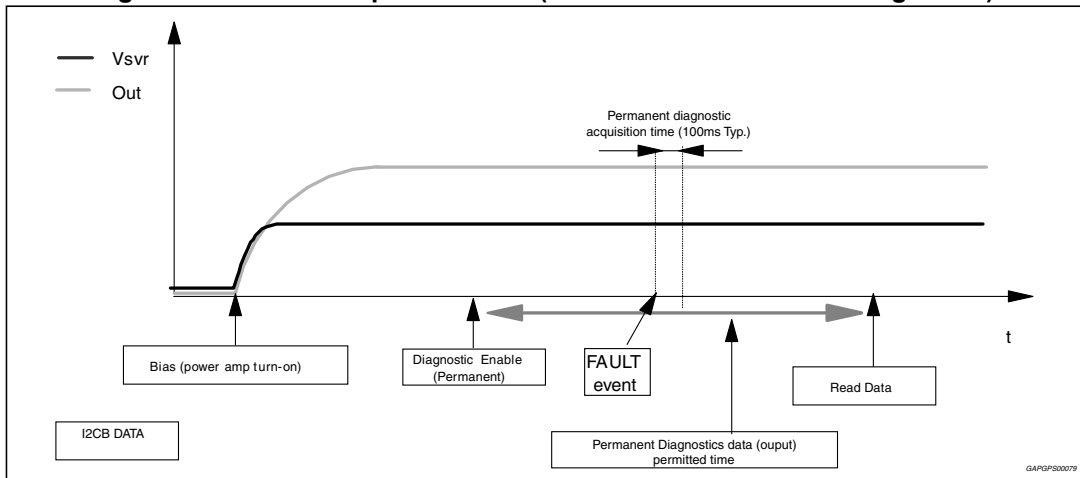 Vsvr
Out
Permanent diagnostic
acquisition time (100ms Typ.)
t
Bias (power amp turn-on)
Diagnostic Enable
(Permanent)
FAULT
event
Read Data
I2CB DATA
Permanent Diagnostics data (ouput)
permitted time
GAPGPS00079